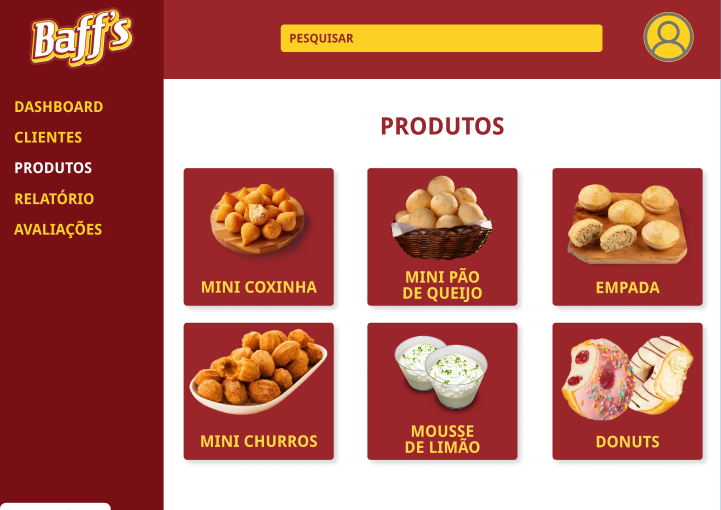 Baff's
PESQUISAR
DASHBOARD
CLIENTES
PRODUTOS
RELATÓRIO
AVALIAÇÕES
PRODUTOS
MINI COXINHA
MINI PÃO
DE QUEIJO
EMPADA
MINI CHURROS
MOUSSE
DE LIMÃO
DONUTS